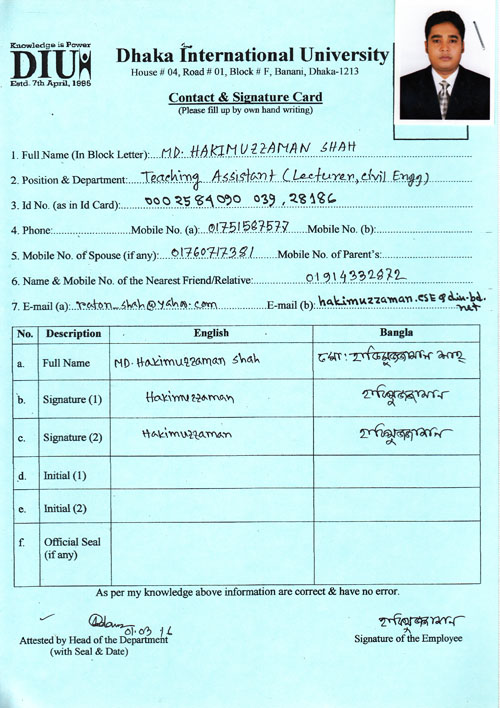 Knowledge is Power
DIU
Estd. 7th April, 1995
Dhaka International University
House # 04, Road # 01, Block # F, Banani, Dhaka-1213
Contact & Signature Card
(Please fill up by own hand writing)
1. Full Name (In Block Letter):...MD. HAKIMUZZAMAN SHAH
2. Position & Department: Teaching Assistant (Lecturer, Civil Engg)
3. Id No. (as in Id Card): 0002584090 039, 28186
4. Phone: Mobile No. (a): 01751587577 Mobile No. (b):
5. Mobile No. of Spouse (if any): 01760717381 Mobile No. of Parent's:
6. Name & Mobile No. of the Nearest Friend/Relative: 01914332872
7. E-mail (a): raton_shah@yahoo.com E-mail (b): hakimuzzaman.CSE@diu-bd.net
No. Description English Bangla
a. Full Name MD. Hakimuzzaman Shah মো: হাকিমুজ্জামান শাহ্
b. Signature (1) Hakimuzzaman হাকিমুজ্জামান
c. Signature (2) Hakimuzzaman হাকিমুজ্জামান
d. Initial (1)
e. Initial (2)
f. Official Seal
(if any)
As per my knowledge above information are correct & have no error.
01.03.16 হাকিমুজ্জামান
Attested by Head of the Department Signature of the Employee
(with Seal & Date)